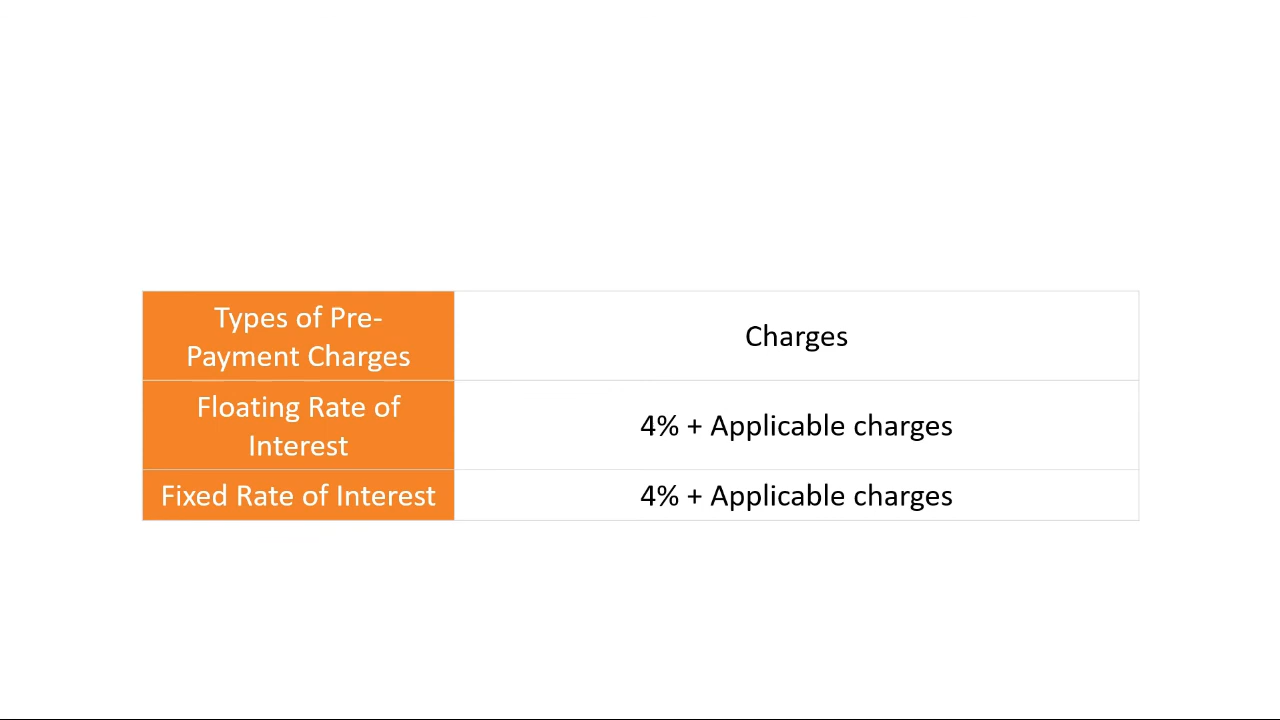 Types of Pre-
Payment Charges
Charges
Floating Rate of
Interest
4% + Applicable charges
Fixed Rate of Interest
4% + Applicable charges